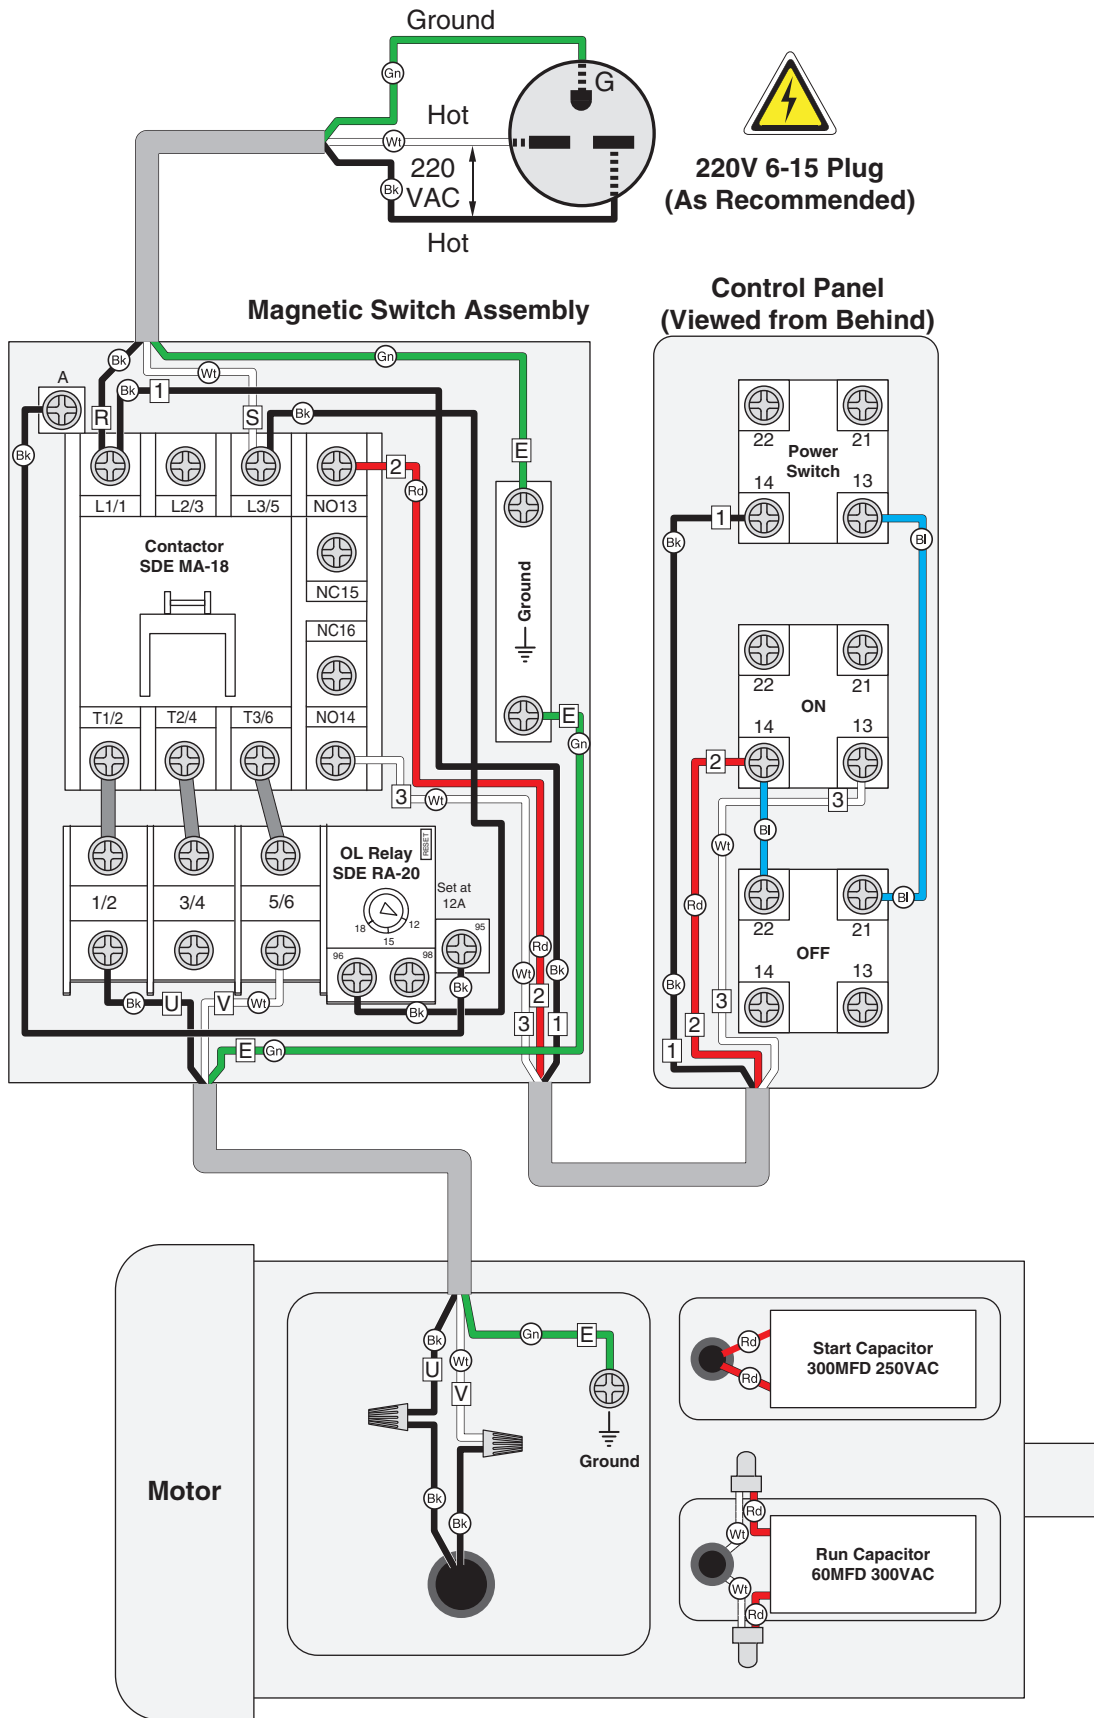 Ground
Gn
G
Hot
Wt
220
VAC
Bk
Hot
220V 6-15 Plug
(As Recommended)
Magnetic Switch Assembly
Control Panel
(Viewed from Behind)
Bk
Wt
Gn
A
Bk
1
R
S
Bk
E
Bk
2
Rd
L1/1
L2/3
L3/5
NO13
Contactor
SDE MA-18
NC15
NC16
Ground
T1/2
T2/4
T3/6
NO14
E
Gn
3
Wt
OL Relay
SDE RA-20
RESET
Set at
12A
1/2
3/4
5/6
18
15
12
95
96
98
Rd
Wt
Bk
Bk
U
V
Wt
Bk
Bk
2
3
1
E
Gn
22
21
Power
Switch
14
13
1
Bk
Bl
22
21
ON
14
13
2
3
Bl
Wt
Rd
Bl
22
21
OFF
14
13
Bk
3
2
1
Bk
U
Wt
V
Gn
E
Ground
Bk
Bk
Motor
Rd
Rd
Start Capacitor
300MFD 250VAC
Rd
Wt
Run Capacitor
60MFD 300VAC
Wt
Rd